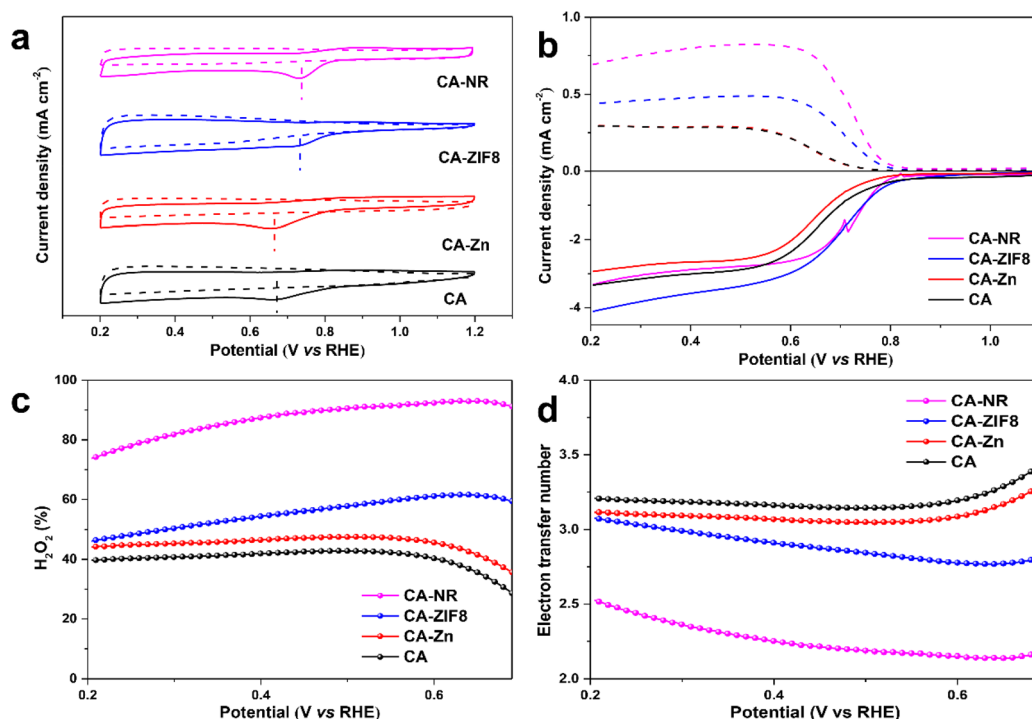 a
Current density (mA cm⁻²)
CA-NR
CA-ZIF8
CA-Zn
CA
0.2 0.4 0.6 0.8 1.0 1.2
Potential (V vs RHE)
b
Current density (mA cm⁻²)
1.0
0.5
0.0
-2
-4
CA-NR
CA-ZIF8
CA-Zn
CA
0.2 0.4 0.6 0.8 1.0
Potential (V vs RHE)
c
H₂O₂ (%)
100
80
60
40
20
0
CA-NR
CA-ZIF8
CA-Zn
CA
0.2 0.4 0.6
Potential (V vs RHE)
d
Electron transfer number
4.0
3.5
3.0
2.5
2.0
CA-NR
CA-ZIF8
CA-Zn
CA
0.2 0.4 0.6
Potential (V vs RHE)